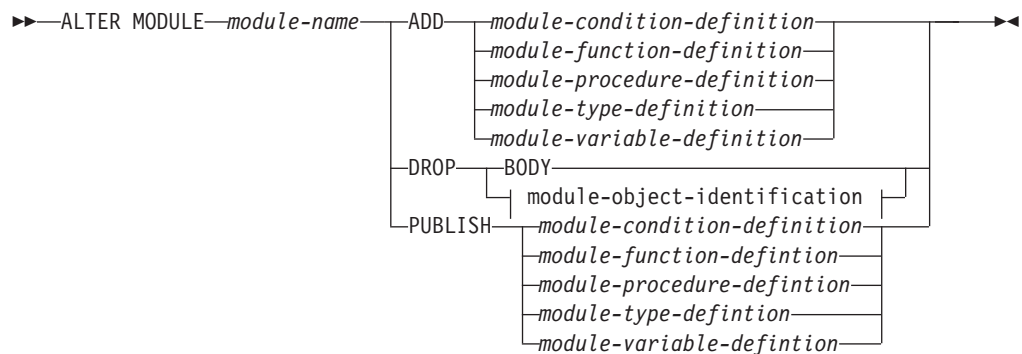 ALTER MODULE module-name ADD module-condition-definition
module-function-definition
module-procedure-definition
module-type-definition
module-variable-definition
DROP BODY
module-object-identification
PUBLISH module-condition-definition
module-function-defintion
module-procedure-defintion
module-type-defintion
module-variable-defintion